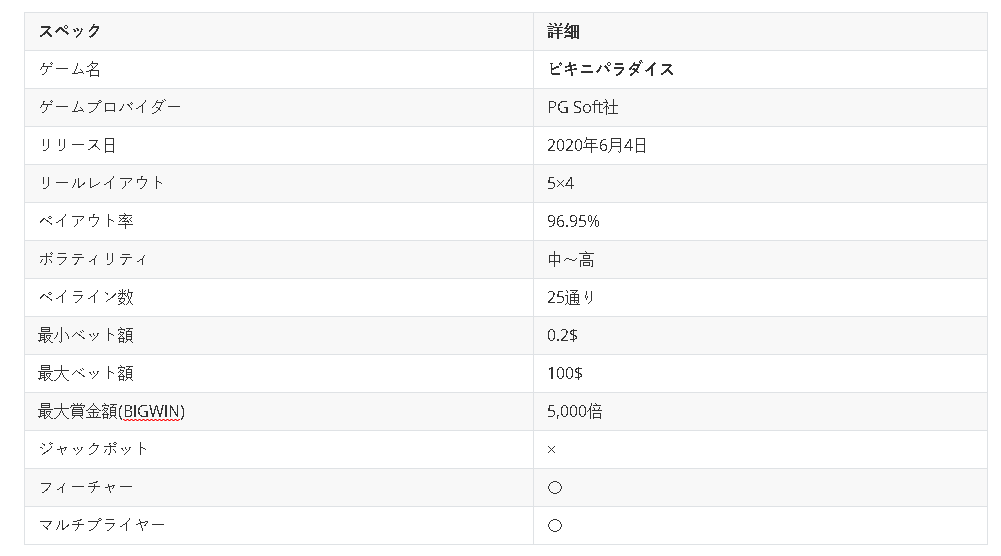 スペック 詳細
ゲーム名 ビキニパラダイス
ゲームプロバイダー PG Soft社
リリース日 2020年6月4日
リールレイアウト 5×4
ペイアウト率 96.95%
ボラティリティ 中～高
ペイライン数 25通り
最小ベット額 0.2$
最大ベット額 100$
最大賞金額(BIGWIN) 5,000倍
ジャックポット ×
フィーチャー 〇
マルチプライヤー 〇